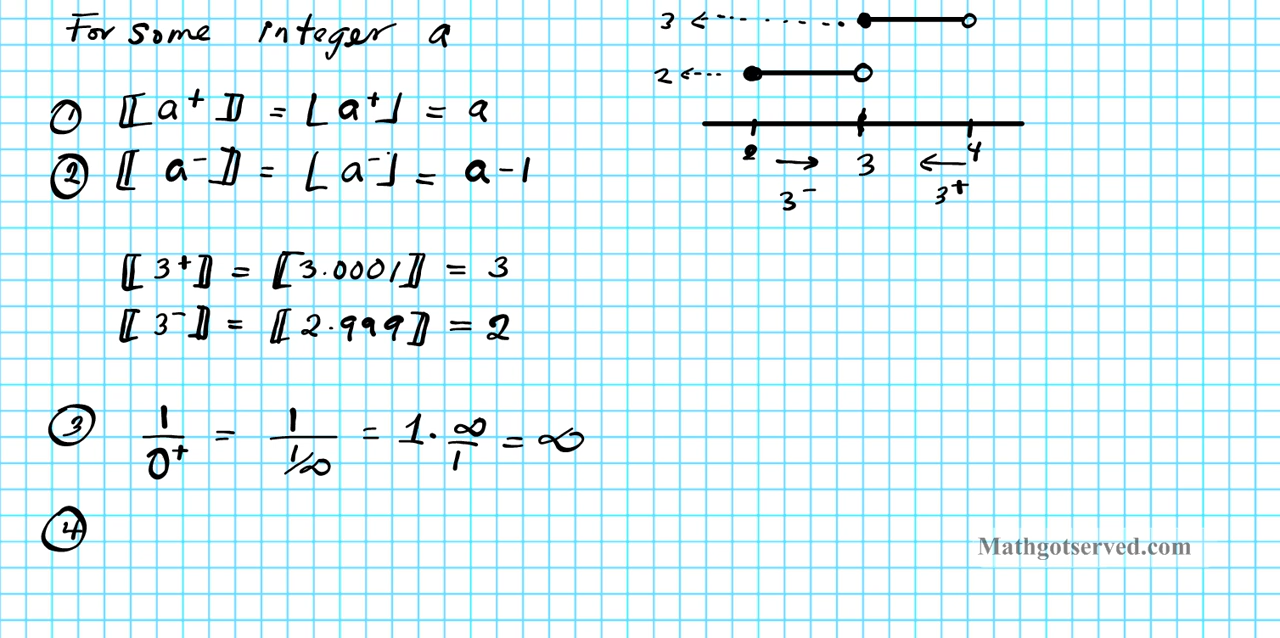 For some integer a
① ⟦a⁺⟧ = ⌊a⁺⌋ = a
② ⟦a⁻⟧ = ⌊a⁻⌋ = a-1
⟦3⁺⟧ = ⟦3.0001⟧ = 3
⟦3⁻⟧ = ⟦2.999⟧ = 2
③ 1/0⁺ = 1/(1/∞) = 1·∞/1 = ∞
④
3
2
2 → 3 ← 4
3⁻ 3⁺
Mathgotserved.com